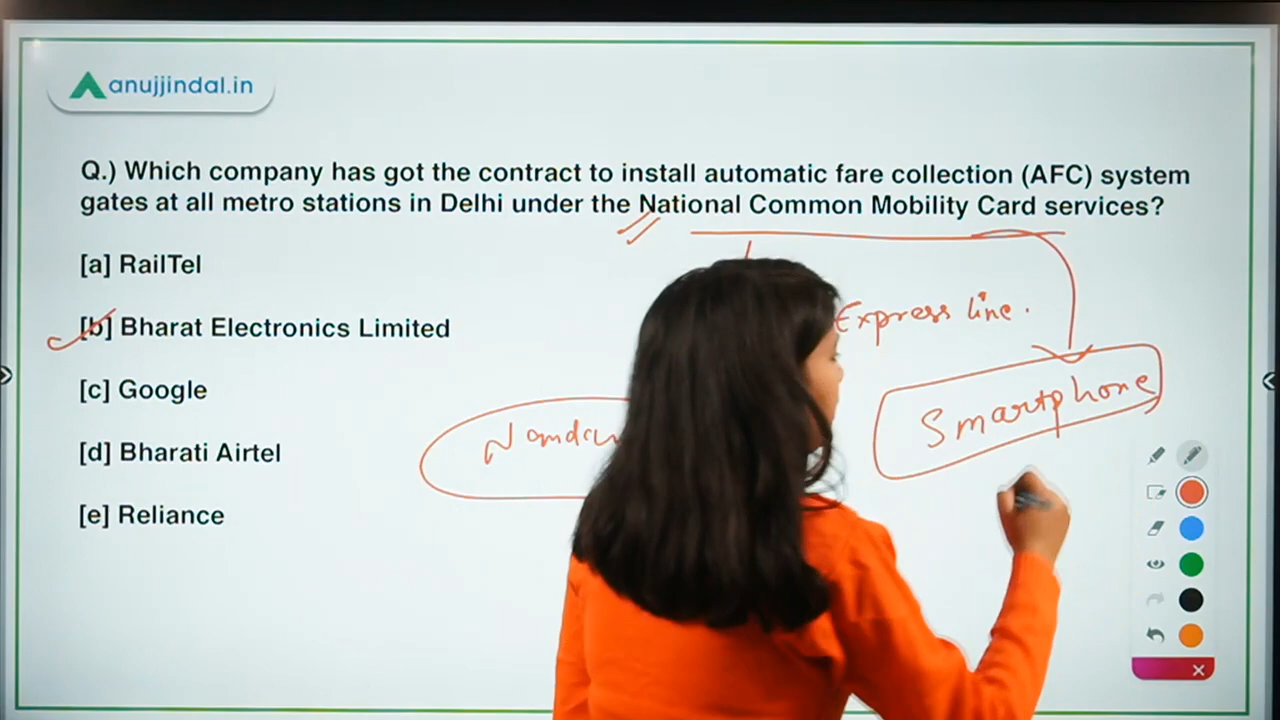 anujjindal.in
Q.) Which company has got the contract to install automatic fare collection (AFC) system
gates at all metro stations in Delhi under the National Common Mobility Card services?
[a] RailTel
Express line.
[b] Bharat Electronics Limited
[c] Google
Smartphone
[d] Bharati Airtel
[e] Reliance